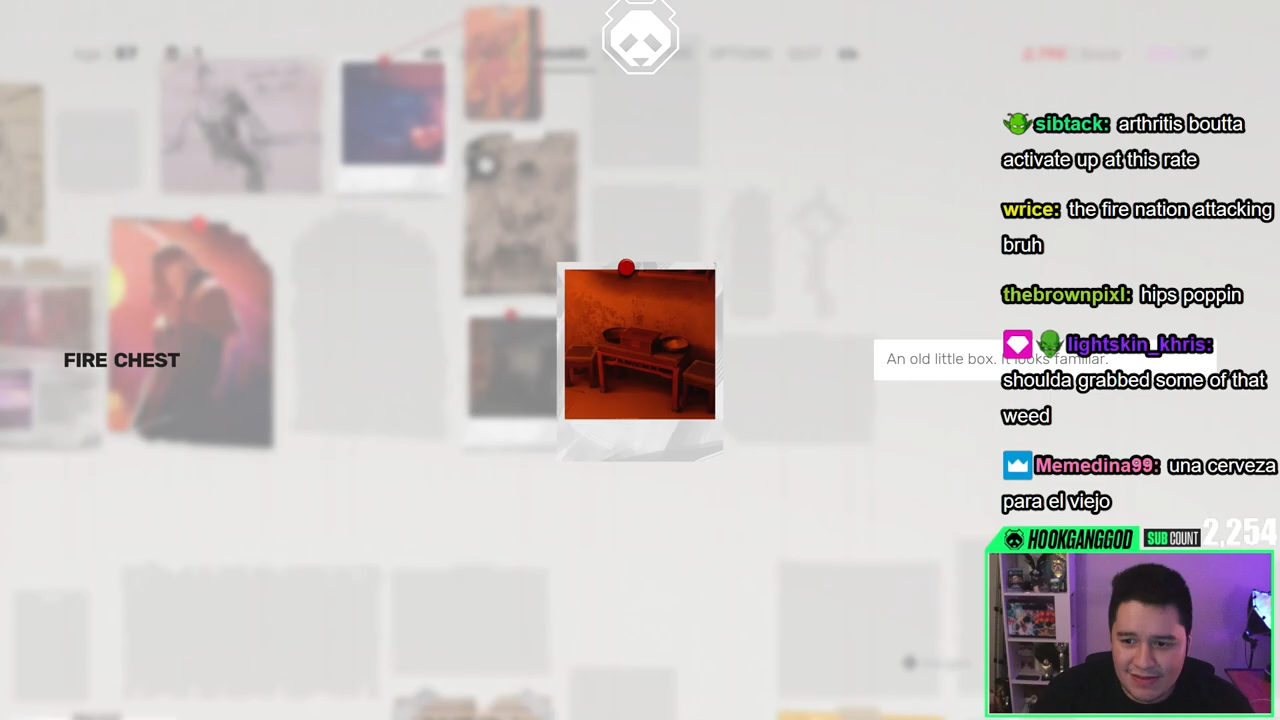 OPTIONS
sibtack: arthritis boutta
activate up at this rate
wrice: the fire nation attacking
bruh
thebrownpixl: hips poppin
FIRE CHEST
An old little box. It looks familiar.
lightskin_khris:
shoulda grabbed some of that
weed
Memedina99: una cerveza
para el viejo
HOOKGANGGOD SUB COUNT 2,254